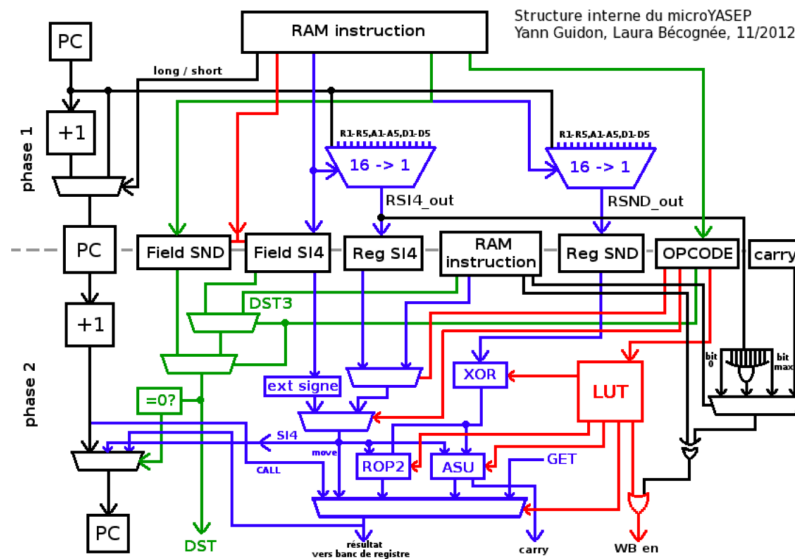 Structure interne du microYASEP
Yann Guidon, Laura Bécognée, 11/2012
RAM instruction
PC
long / short
phase 1
+1
R1-R5,A1-A5,D1-D5
R1-R5,A1-A5,D1-D5
16 -> 1
16 -> 1
RSI4_out
RSND_out
PC
Field SND
Field SI4
Reg SI4
RAM
instruction
Reg SND
OPCODE
carry
phase 2
+1
DST3
ext signe
XOR
LUT
bit
0
bit
max
=0?
SI4
move
CALL
ROP2
ASU
GET
PC
DST
résultat
vers banc de registre
carry
WB en